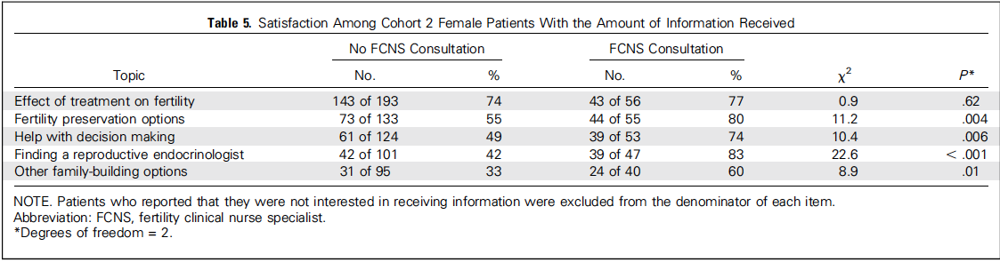 Table 5. Satisfaction Among Cohort 2 Female Patients With the Amount of Information Received
No FCNS Consultation FCNS Consultation
Topic No. % No. % χ2 P*
Effect of treatment on fertility 143 of 193 74 43 of 56 77 0.9 .62
Fertility preservation options 73 of 133 55 44 of 55 80 11.2 .004
Help with decision making 61 of 124 49 39 of 53 74 10.4 .006
Finding a reproductive endocrinologist 42 of 101 42 39 of 47 83 22.6 < .001
Other family-building options 31 of 95 33 24 of 40 60 8.9 .01
NOTE. Patients who reported that they were not interested in receiving information were excluded from the denominator of each item.
Abbreviation: FCNS, fertility clinical nurse specialist.
*Degrees of freedom = 2.